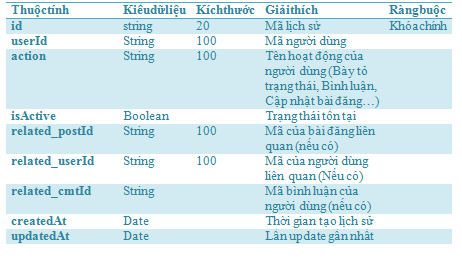 Thuộctính Kiểudữliệu Kíchthước Giảithích Ràngbuộc
id string 20 Mã lịch sử Khóachính
userId String 100 Mã người dùng
action String 100 Tên hoạt động của
người dùng (Bày tỏ
trạng thái, Bình luận,
Cập nhật bài đăng...)
isActive Boolean Trạng thái tồn tại
related_postId String 100 Mã của bài đăng liên
quan (nếu có)
related_userId String 100 Mã của người dùng
liên quan (Nếu có)
related_cmtId String Mã bình luận của
người dùng (nếu có)
createdAt Date Thời gian tạo lịch sử
updatedAt Date Lần update gần nhất